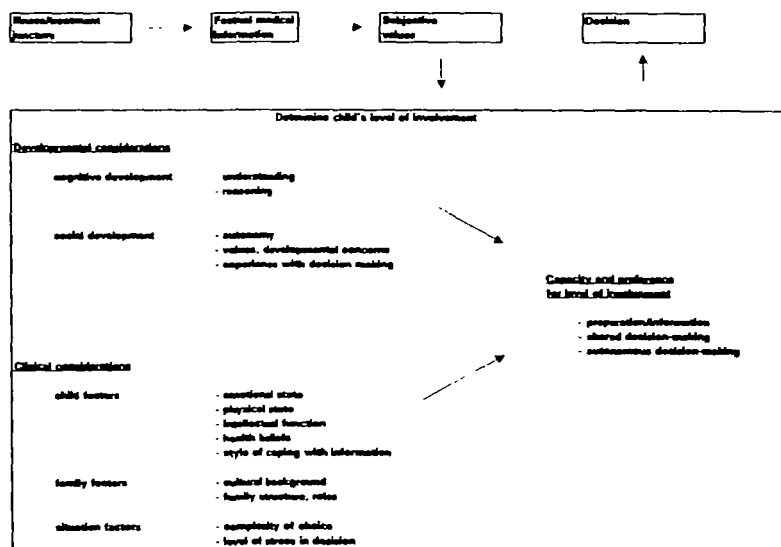 Illness/treatment juncture
Factual medical information
Subjective values
Decision
Determine child's level of involvement
Developmental considerations
cognitive development
- understanding
- reasoning
social development
- autonomy
- values, developmental concerns
- experience with decision making
Capacity and preference
for level of involvement
- preparation/information
- shared decision-making
- autonomous decision-making
Clinical considerations
child factors
- emotional state
- physical state
- intellectual function
- health beliefs
- style of coping with information
family factors
- cultural background
- family structure, roles
situation factors
- complexity of choice
- level of stress in decision